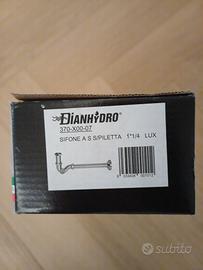 DIANHYDRO
370-X00-07
SIFONE A S S/PILETTA 1"1/4 LUX
subito